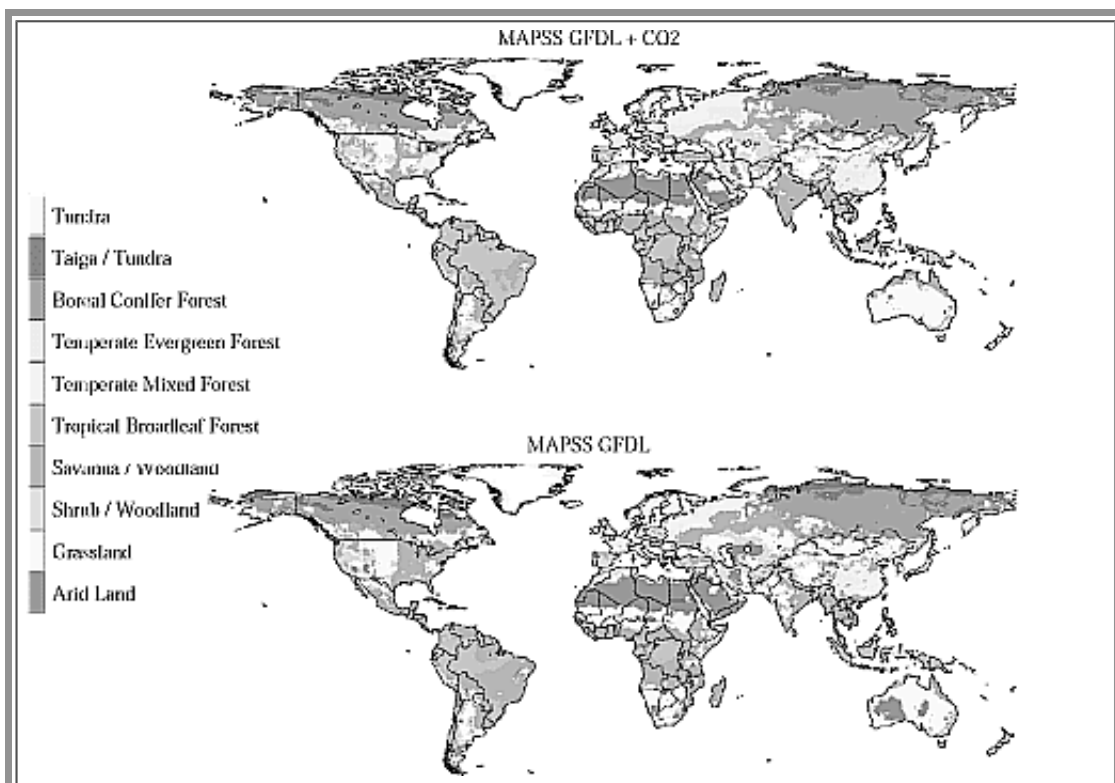 MAPSS GFDL + CO2
Tundra
Taiga / Tundra
Boreal Conifer Forest
Temperate Evergreen Forest
Temperate Mixed Forest
Tropical Broadleaf Forest
Savanna / Woodland
Shrub / Woodland
Grassland
Arid Land
MAPSS GFDL